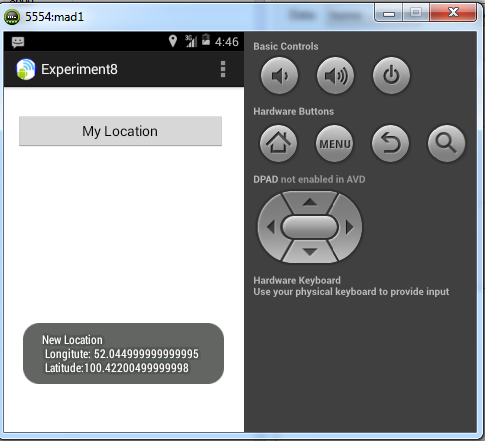 5554:mad1
3G
4:46
Experiment8
My Location
New Location
Longitute: 52.044999999999995
Latitude:100.42200499999998
Basic Controls
Hardware Buttons
MENU
DPAD not enabled in AVD
Hardware Keyboard
Use your physical keyboard to provide input